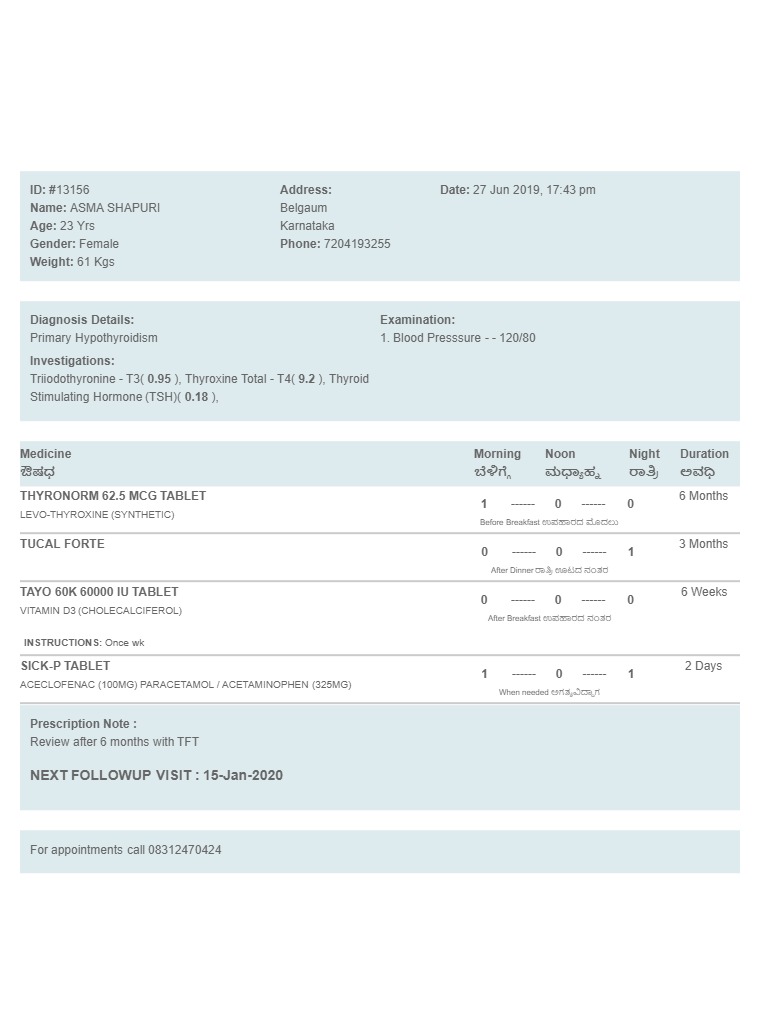 ID: #13156
Name: ASMA SHAPURI
Age: 23 Yrs
Gender: Female
Weight: 61 Kgs
Address:
Belgaum
Karnataka
Phone: 7204193255
Date: 27 Jun 2019, 17:43 pm
Diagnosis Details:
Primary Hypothyroidism
Investigations:
Triiodothyronine - T3( 0.95 ), Thyroxine Total - T4( 9.2 ), Thyroid
Stimulating Hormone (TSH)( 0.18 ),
Examination:
1. Blood Presssure - - 120/80
Medicine Morning Noon Night Duration
ಔಷಧ ಬೆಳಿಗ್ಗೆ ಮಧ್ಯಾಹ್ನ ರಾತ್ರಿ ಅವಧಿ
THYRONORM 62.5 MCG TABLET 1 ------ 0 ------ 0 6 Months
LEVO-THYROXINE (SYNTHETIC) Before Breakfast ಉಪಹಾರದ ಮೊದಲು
TUCAL FORTE 0 ------ 0 ------ 1 3 Months
After Dinner ರಾತ್ರಿ ಊಟದ ನಂತರ
TAYO 60K 60000 IU TABLET 0 ------ 0 ------ 0 6 Weeks
VITAMIN D3 (CHOLECALCIFEROL) After Breakfast ಉಪಹಾರದ ನಂತರ
INSTRUCTIONS: Once wk
SICK-P TABLET 1 ------ 0 ------ 1 2 Days
ACECLOFENAC (100MG) PARACETAMOL / ACETAMINOPHEN (325MG) When needed ಅಗತ್ಯವಿದ್ದಾಗ
Prescription Note :
Review after 6 months with TFT
NEXT FOLLOWUP VISIT : 15-Jan-2020
For appointments call 08312470424